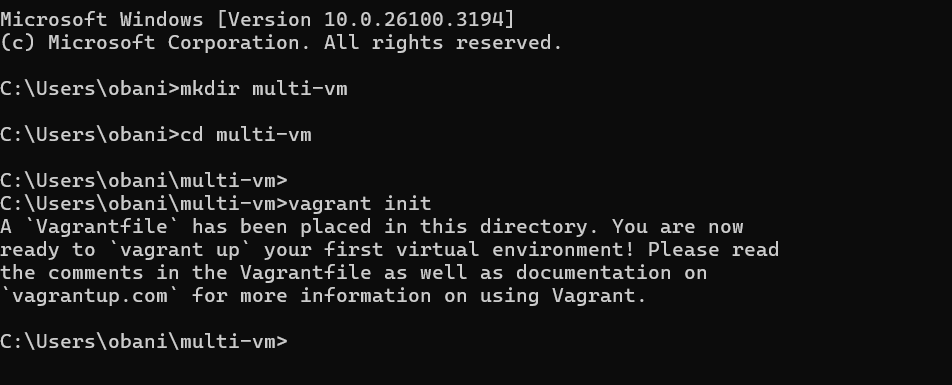 Microsoft Windows [Version 10.0.26100.3194]
(c) Microsoft Corporation. All rights reserved.
C:\Users\obani>mkdir multi-vm
C:\Users\obani>cd multi-vm
C:\Users\obani\multi-vm>
C:\Users\obani\multi-vm>vagrant init
A `Vagrantfile` has been placed in this directory. You are now
ready to `vagrant up` your first virtual environment! Please read
the comments in the Vagrantfile as well as documentation on
`vagrantup.com` for more information on using Vagrant.
C:\Users\obani\multi-vm>